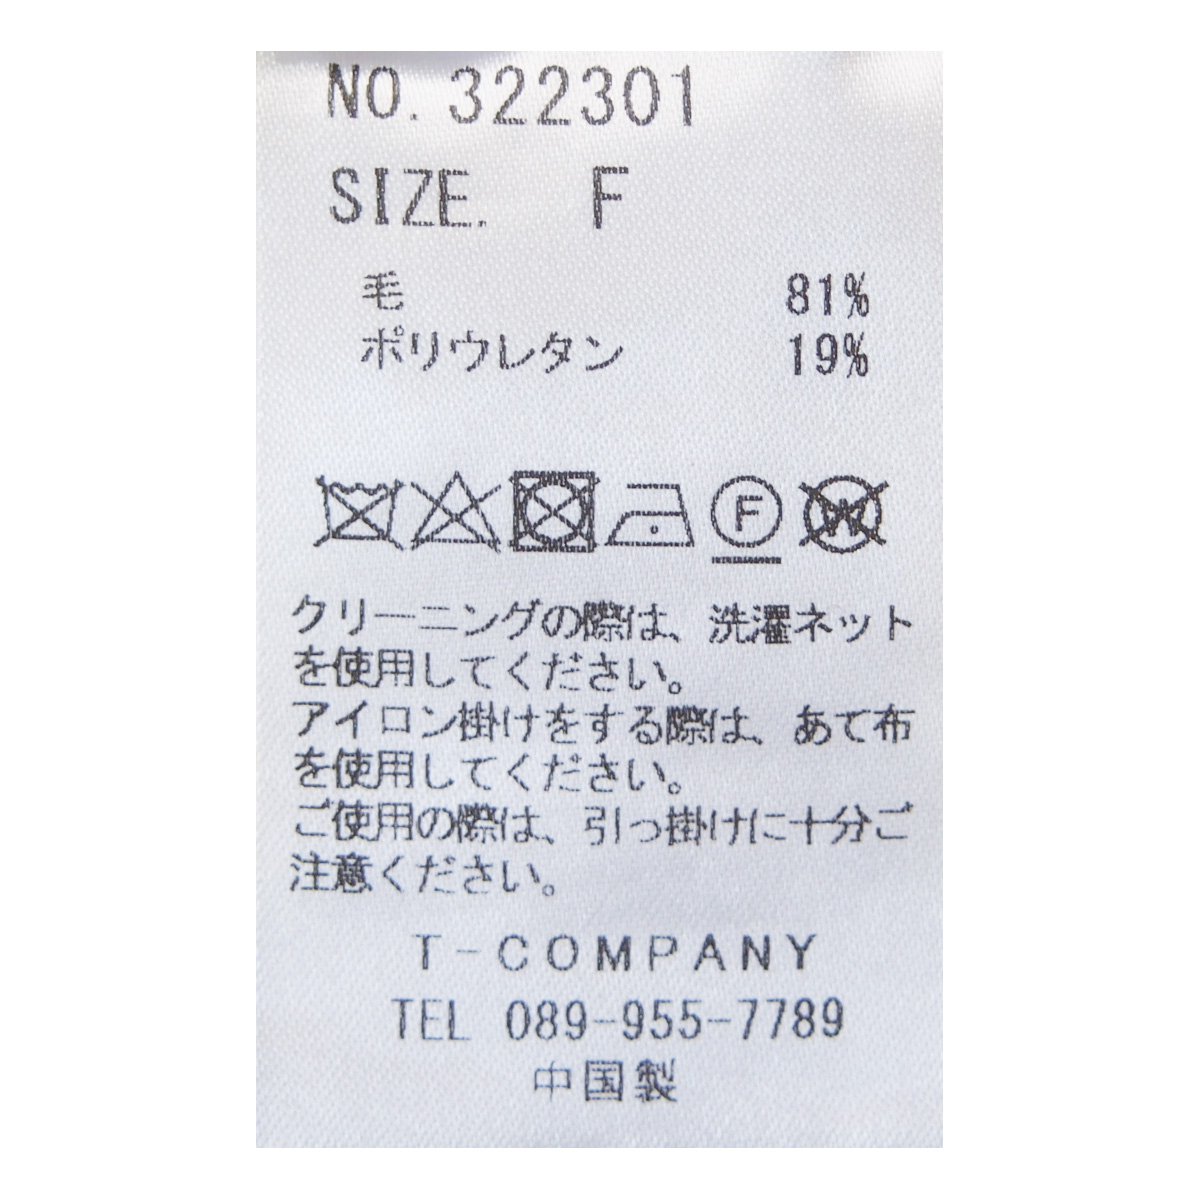 NO. 322301
SIZE. F
毛 81%
ポリウレタン 19%
F W
クリーニングの際は、洗濯ネット
を使用してください。
アイロン掛けをする際は、あて布
を使用してください。
ご使用の際は、引っ掛けに十分ご
注意ください。
T-COMPANY
TEL 089-955-7789
中国製